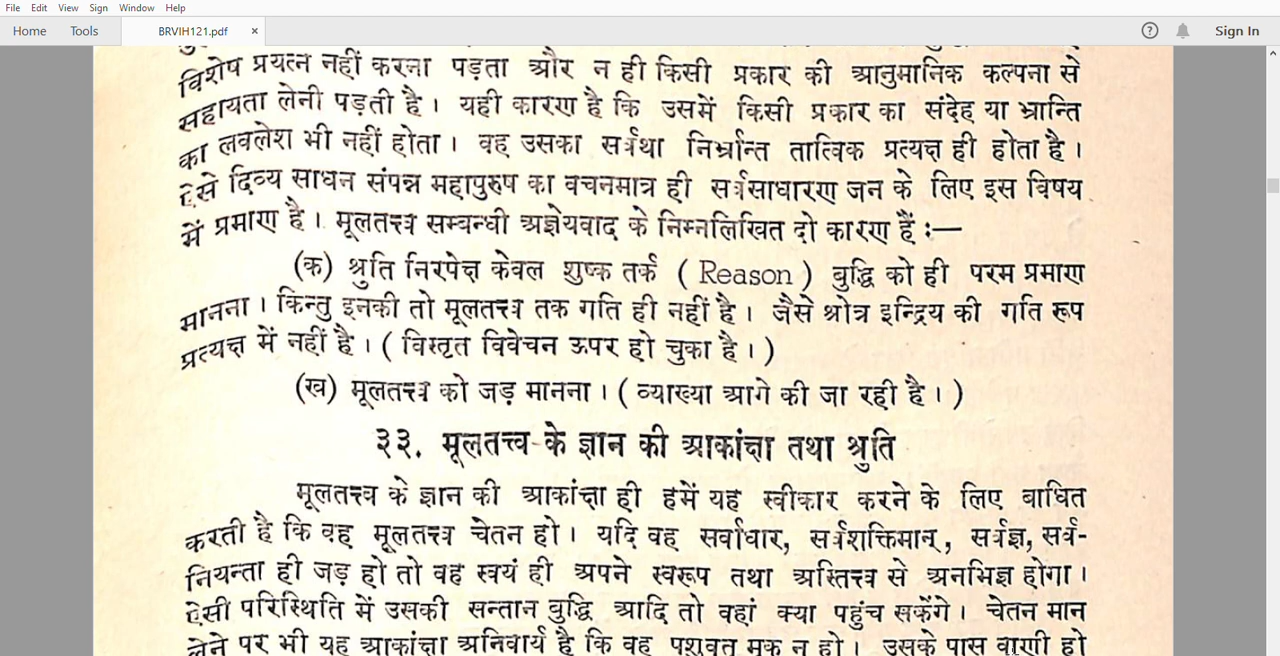 File Edit View Sign Window Help
Home Tools BRVIH121.pdf × Sign In
विशेष प्रयत्न नहीं करना पड़ता और न ही किसी प्रकार की आनुमानिक कल्पना से
सहायता लेनी पड़ती है। यही कारण है कि उसमें किसी प्रकार का संदेह या भ्रान्ति
का लवलेश भी नहीं होता। वह उसका सर्वथा निर्भ्रान्त तात्विक प्रत्यक्ष ही होता है।
ऐसे दिव्य साधन संपन्न महापुरुष का वचनमात्र ही सर्वसाधारण जन के लिए इस विषय
में प्रमाण है। मूलतत्त्व सम्बन्धी अज्ञेयवाद के निम्नलिखित दो कारण हैं :—
(क) श्रुति निरपेक्ष केवल शुष्क तर्क ( Reason ) बुद्धि को ही परम प्रमाण
मानना। किन्तु इनकी तो मूलतत्त्व तक गति ही नहीं है। जैसे श्रोत्र इन्द्रिय की गति रूप
प्रत्यक्ष में नहीं है। ( विस्तृत विवेचन ऊपर हो चुका है। )
(ख) मूलतत्त्व को जड़ मानना। ( व्याख्या आगे की जा रही है। )
३३. मूलतत्त्व के ज्ञान की आकांक्षा तथा श्रुति
मूलतत्त्व के ज्ञान की आकांक्षा ही हमें यह स्वीकार करने के लिए बाधित
करती है कि वह मूलतत्त्व चेतन हो। यदि वह सर्वाधार, सर्वशक्तिमान्, सर्वज्ञ, सर्व-
नियन्ता ही जड़ हो तो वह स्वयं ही अपने स्वरूप तथा अस्तित्त्व से अनभिज्ञ होगा।
ऐसी परिस्थिति में उसकी सन्तान बुद्धि आदि तो वहां क्या पहुंच सकेंगे। चेतन मान
लेने पर भी यह आकांक्षा अनिवार्य है कि वह पशुवत् मूक न हो। उसके पास वाणी हो